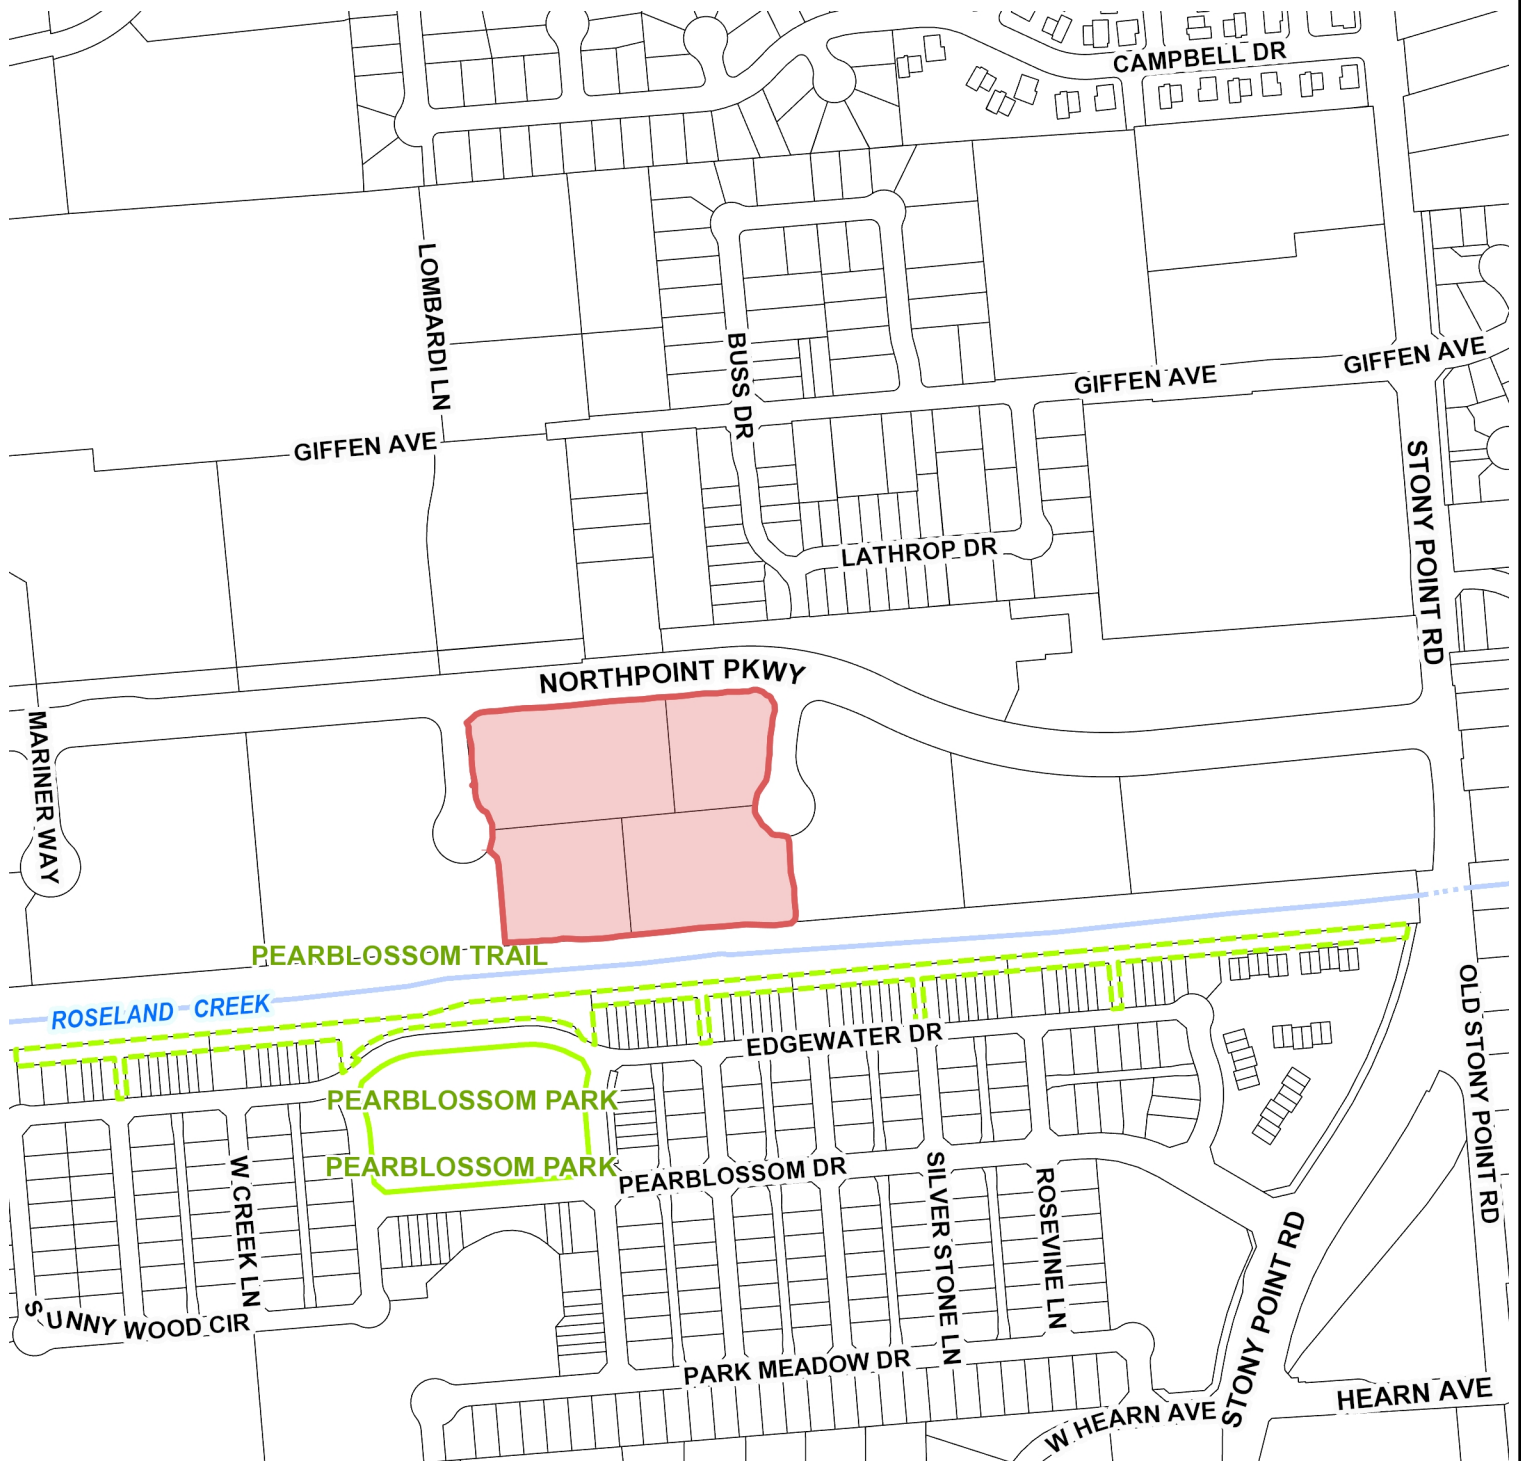 CAMPBELL DR
LOMBARDI LN
BUSS DR
GIFFEN AVE
GIFFEN AVE
GIFFEN AVE
STONY POINT RD
LATHROP DR
NORTHPOINT PKWY
MARINER WAY
PEARBLOSSOM TRAIL
ROSELAND CREEK
EDGEWATER DR
OLD STONY POINT RD
PEARBLOSSOM PARK
PEARBLOSSOM PARK
PEARBLOSSOM DR
W CREEK LN
SILVER STONE LN
ROSEVINE LN
STONY POINT RD
SUNNY WOOD CIR
PARK MEADOW DR
HEARN AVE
W HEARN AVE